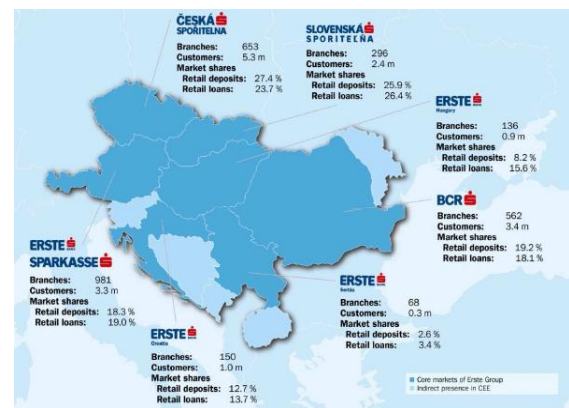 ČESKÁ
SPOŘITELNA
Branches: 653
Customers: 5.3 m
Market shares
Retail deposits: 27.4 %
Retail loans: 23.7 %
SLOVENSKÁ
SPORITEĽŇA
Branches: 296
Customers: 2.4 m
Market shares
Retail deposits: 25.9 %
Retail loans: 26.4 %
ERSTE
Hungary
Branches: 136
Customers: 0.9 m
Market shares
Retail deposits: 8.2 %
Retail loans: 15.6 %
BCR
Branches: 562
Customers: 3.4 m
Market shares
Retail deposits: 19.2 %
Retail loans: 18.1 %
ERSTE
SPARKASSE
Branches: 981
Customers: 3.3 m
Market shares
Retail deposits: 18.3 %
Retail loans: 19.0 %
ERSTE
Serbia
Branches: 68
Customers: 0.3 m
Market shares
Retail deposits: 2.6 %
Retail loans: 3.4 %
ERSTE
Croatia
Branches: 150
Customers: 1.0 m
Market shares
Retail deposits: 12.7 %
Retail loans: 13.7 %
Core markets of Erste Group
Indirect presence in CEE